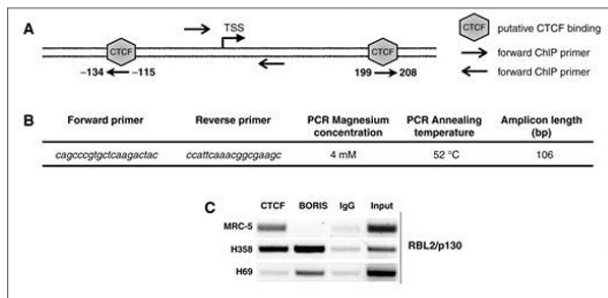 A
TSS
CTCF
CTCF
−134
−115
199
208
CTCF
putative CTCF binding
forward ChIP primer
forward ChIP primer
B
Forward primer Reverse primer PCR Magnesium concentration PCR Annealing temperature Amplicon length (bp)
cagcccgtgctcaagactac ccattcaaacggcgaagc 4 mM 52 °C 106
C
CTCF BORIS IgG Input
MRC-5
H358
H69
RBL2/p130